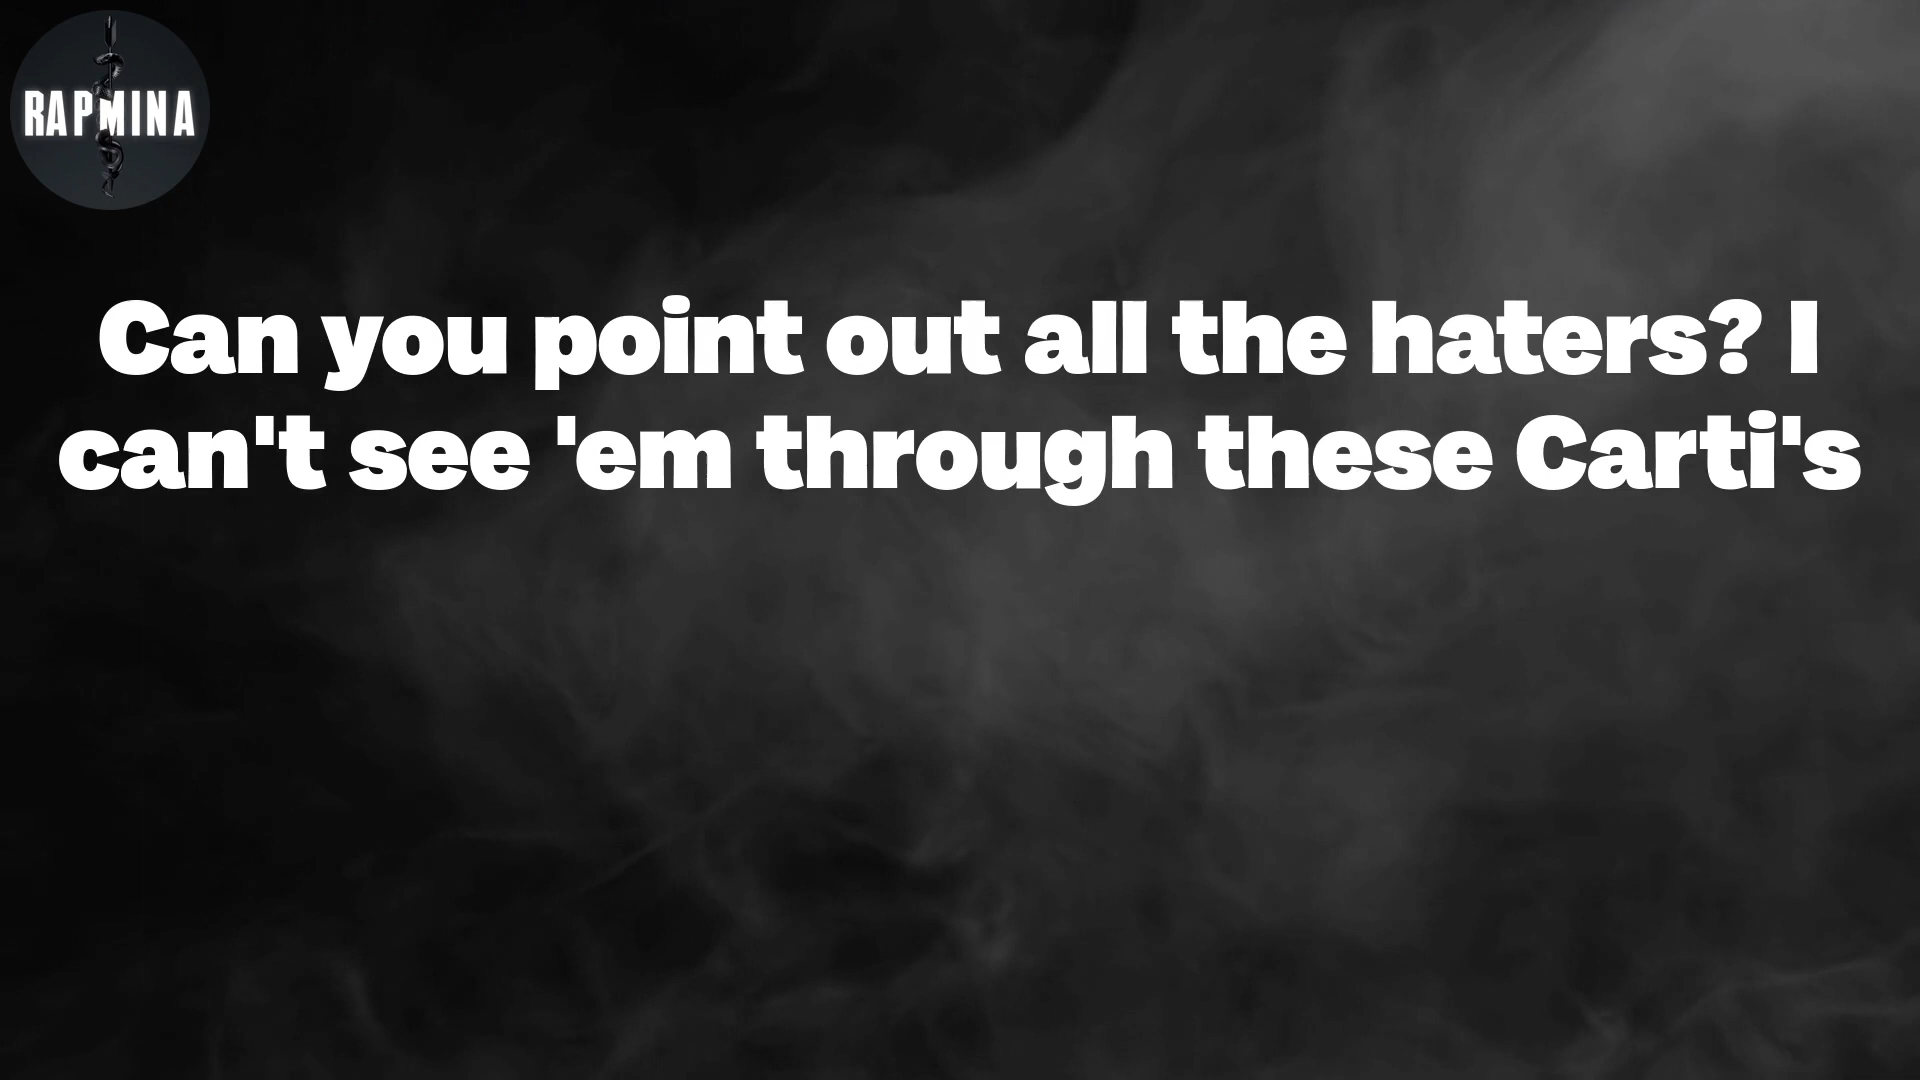 RAPMINA
Can you point out all the haters? I
can't see 'em through these Carti's